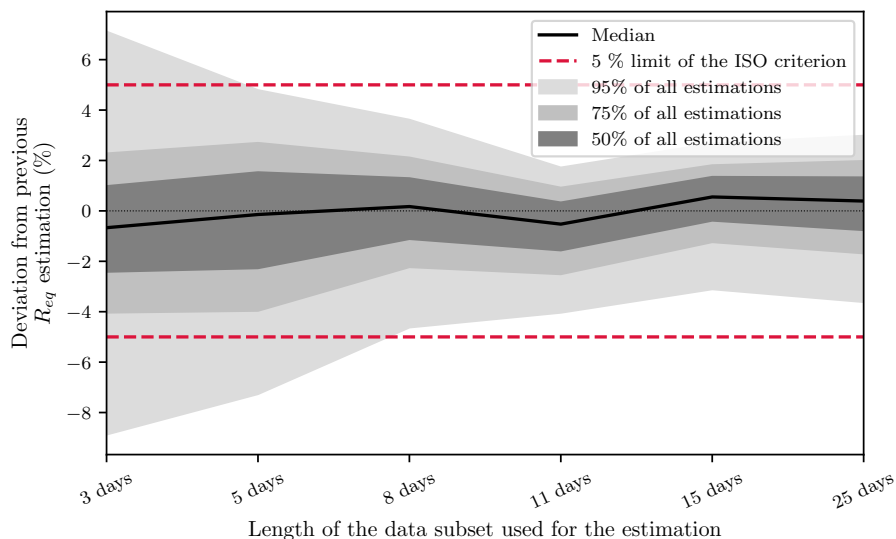 Median
5 % limit of the ISO criterion
95% of all estimations
75% of all estimations
50% of all estimations
6
4
2
0
−2
−4
−6
−8
Deviation from previous
R_eq estimation (%)
3 days
5 days
8 days
11 days
15 days
25 days
Length of the data subset used for the estimation